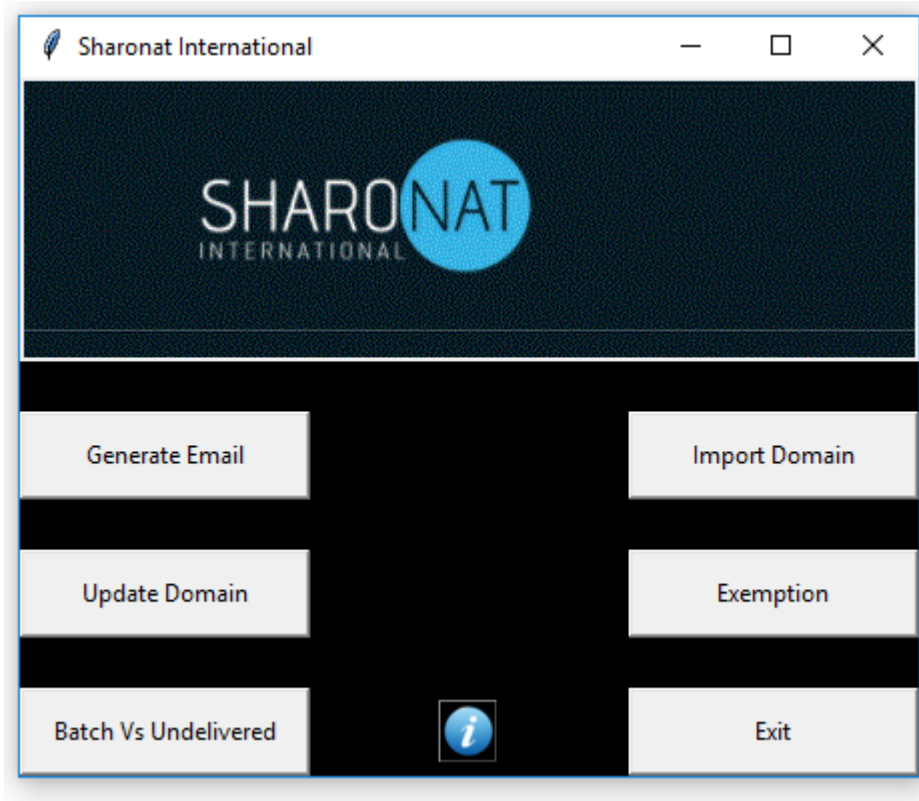 Sharonat International
SHARONAT
INTERNATIONAL
Generate Email
Import Domain
Update Domain
Exemption
Batch Vs Undelivered
i
Exit